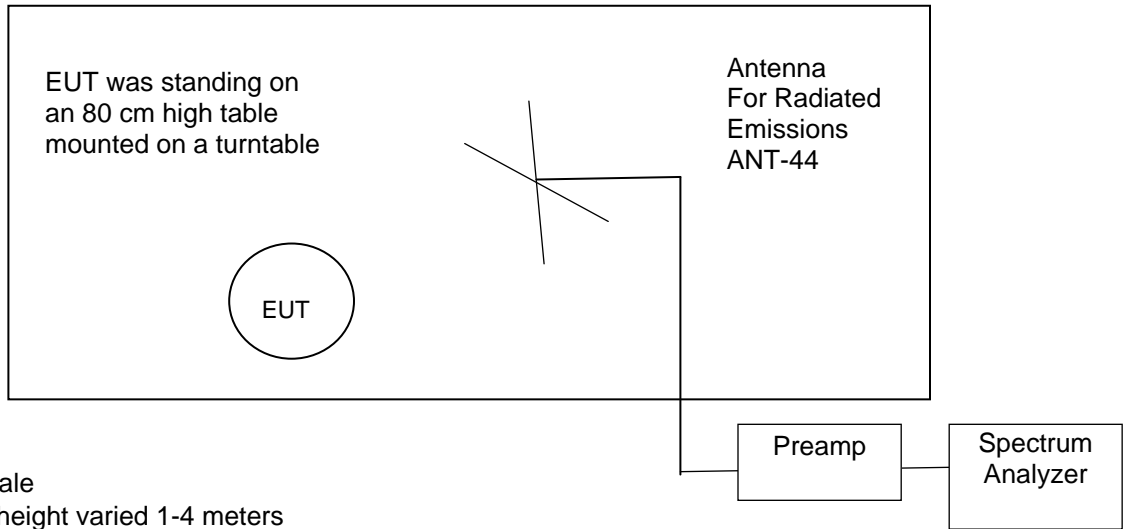 EUT was standing on
an 80 cm high table
mounted on a turntable
Antenna
For Radiated
Emissions
ANT-44
EUT
Preamp
Spectrum
Analyzer
ale
height varied 1-4 meters